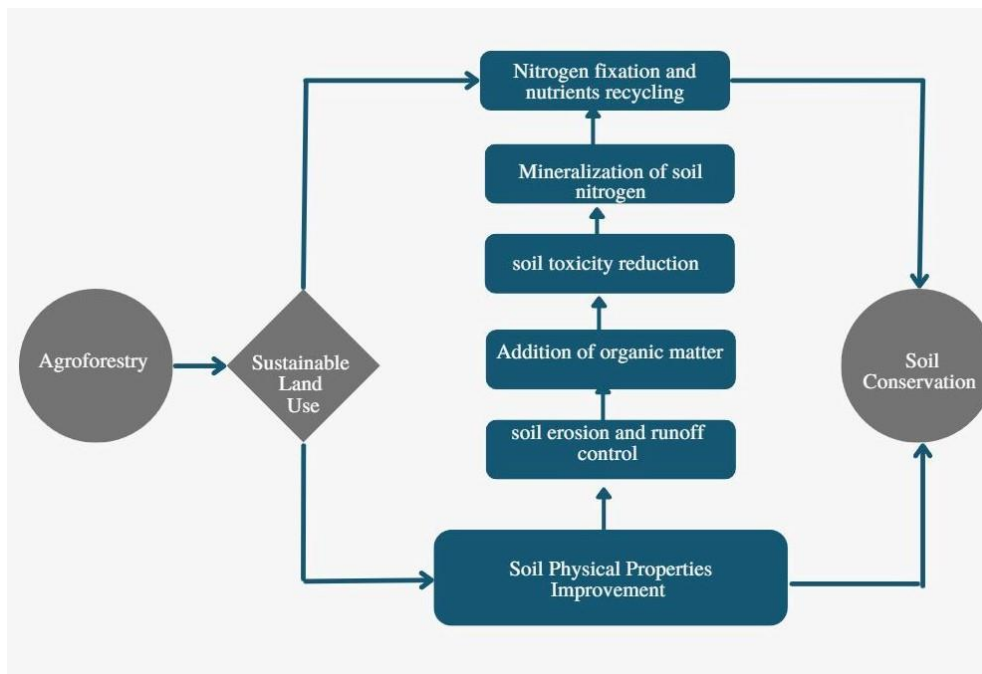 Nitrogen fixation and
nutrients recycling
Mineralization of soil
nitrogen
soil toxicity reduction
Agroforestry
Sustainable
Land
Use
Addition of organic matter
Soil
Conservation
soil erosion and runoff
control
Soil Physical Properties
Improvement